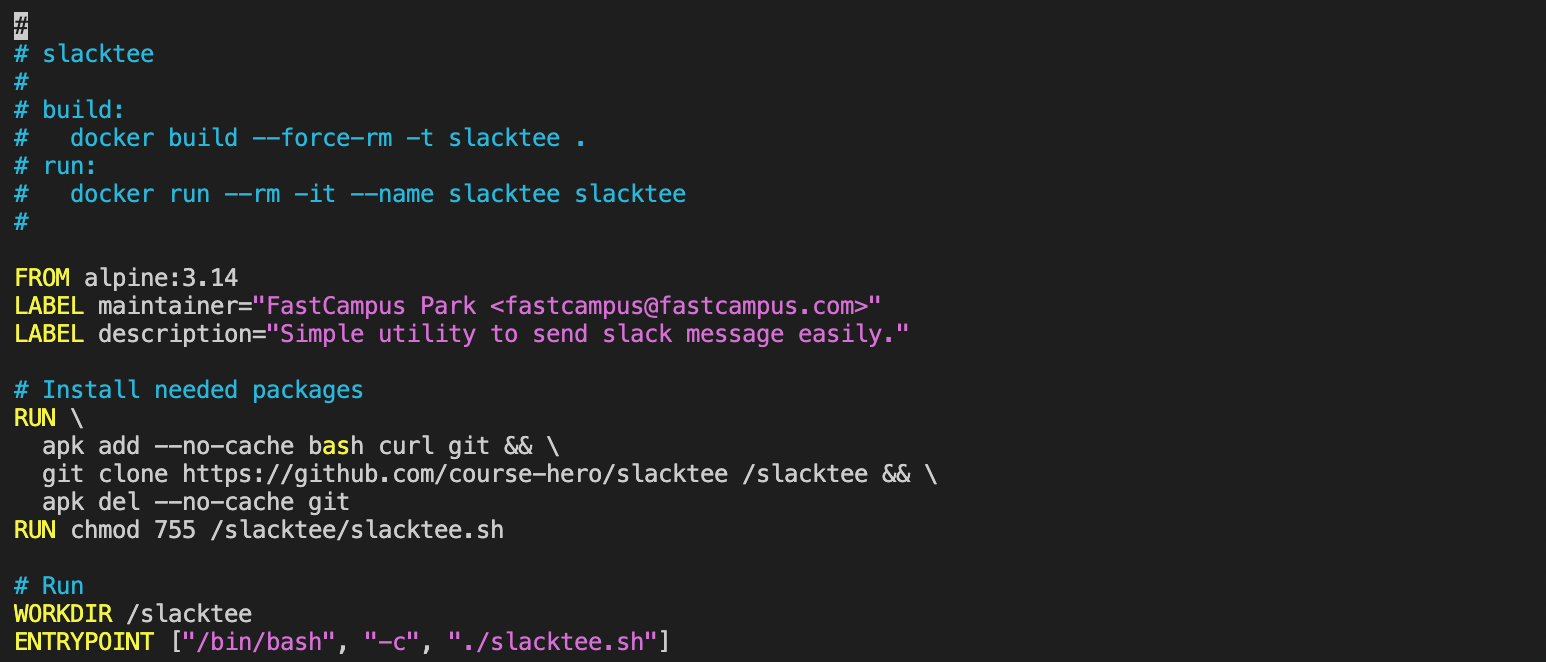 #
# slacktee
#
# build:
#   docker build --force-rm -t slacktee .
# run:
#   docker run --rm -it --name slacktee slacktee
#

FROM alpine:3.14
LABEL maintainer="FastCampus Park <fastcampus@fastcampus.com>"
LABEL description="Simple utility to send slack message easily."

# Install needed packages
RUN \
  apk add --no-cache bash curl git && \
  git clone https://github.com/course-hero/slacktee /slacktee && \
  apk del --no-cache git
RUN chmod 755 /slacktee/slacktee.sh

# Run
WORKDIR /slacktee
ENTRYPOINT ["/bin/bash", "-c", "./slacktee.sh"]